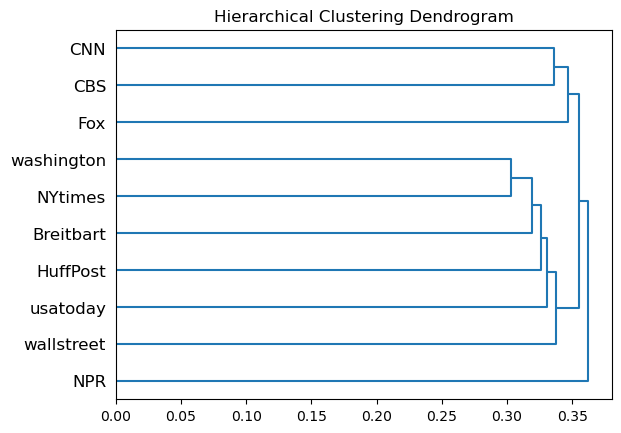 Hierarchical Clustering Dendrogram
CNN
CBS
Fox
washington
NYtimes
Breitbart
HuffPost
usatoday
wallstreet
NPR
0.00 0.05 0.10 0.15 0.20 0.25 0.30 0.35